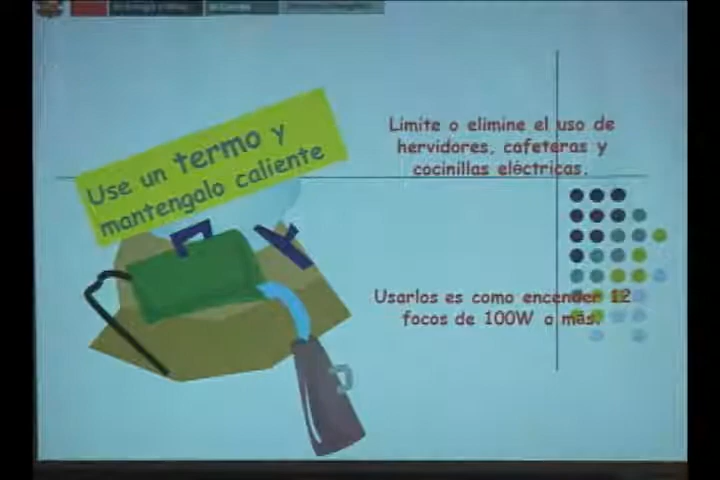 Use un termo y
mantengalo caliente
Limite o elimine el uso de
hervidores, cafeteras y
cocinillas eléctricas.
Usarlos es como encender 12
focos de 100W o más.